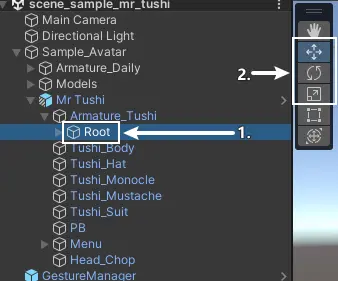 scene_sample_mr_tushi
Main Camera
Directional Light
Sample_Avatar
Armature_Daily
Models
Mr Tushi
Armature_Tushi
Root
Tushi_Body
Tushi_Hat
Tushi_Monocle
Tushi_Mustache
Tushi_Suit
PB
Menu
Head_Chop
GestureManager
1.
2.